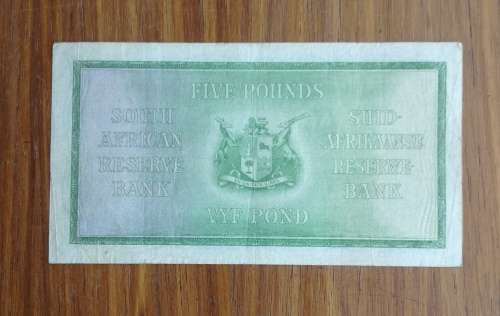 FIVE POUNDS
SOUTH
AFRICAN
RESERVE
BANK
SUID-
AFRIKAANSE
RESERWE-
BANK
VYF POND